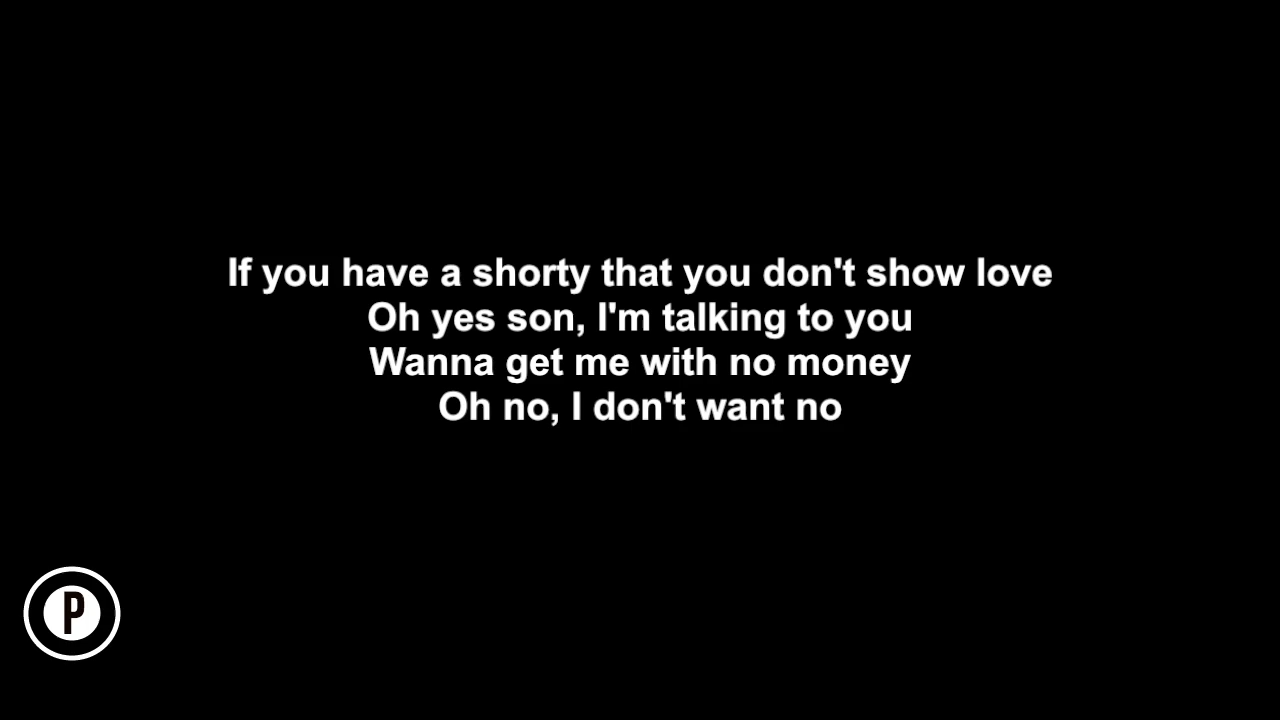 If you have a shorty that you don't show love
Oh yes son, I'm talking to you
Wanna get me with no money
Oh no, I don't want no
P